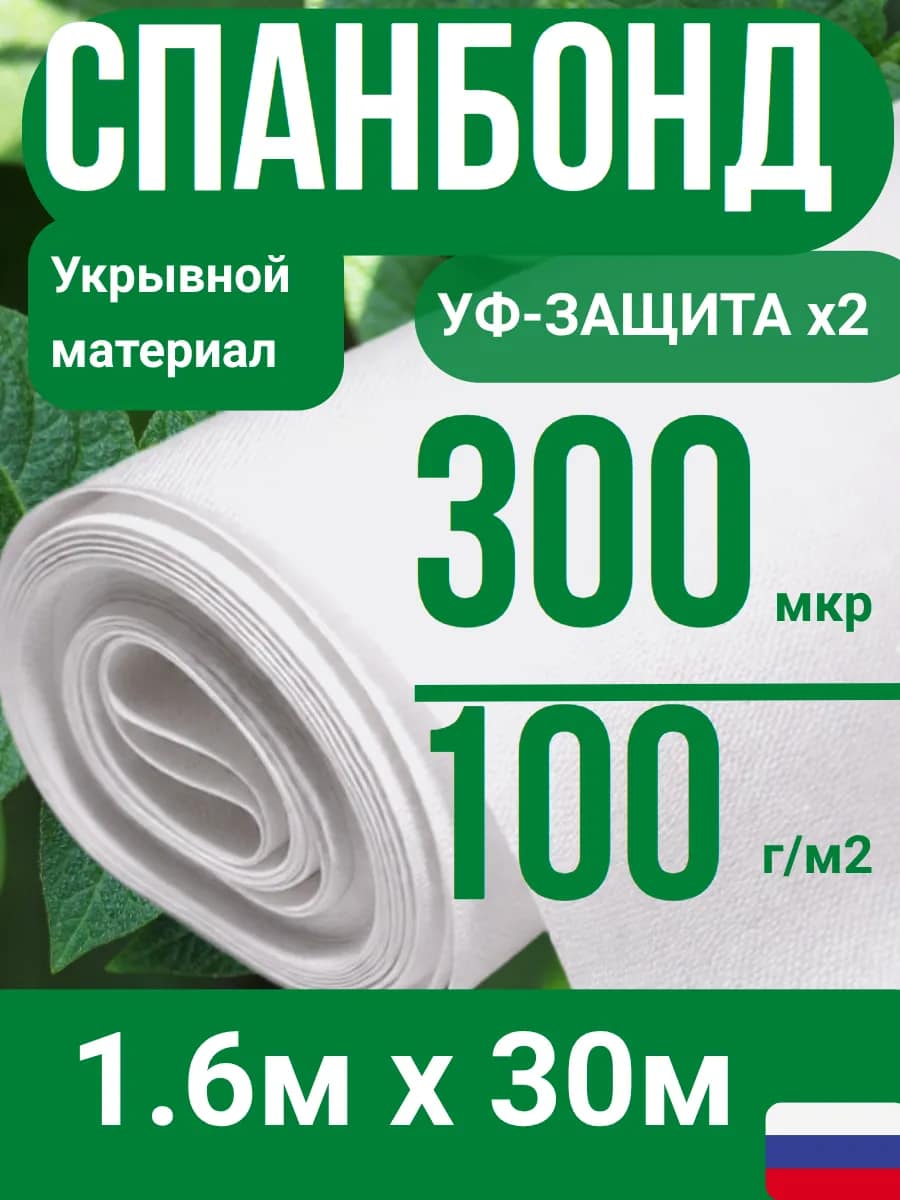 СПАНБОНД
Укрывной
материал
УФ-ЗАЩИТА х2
300 мкр
100 г/м2
1.6м х 30м